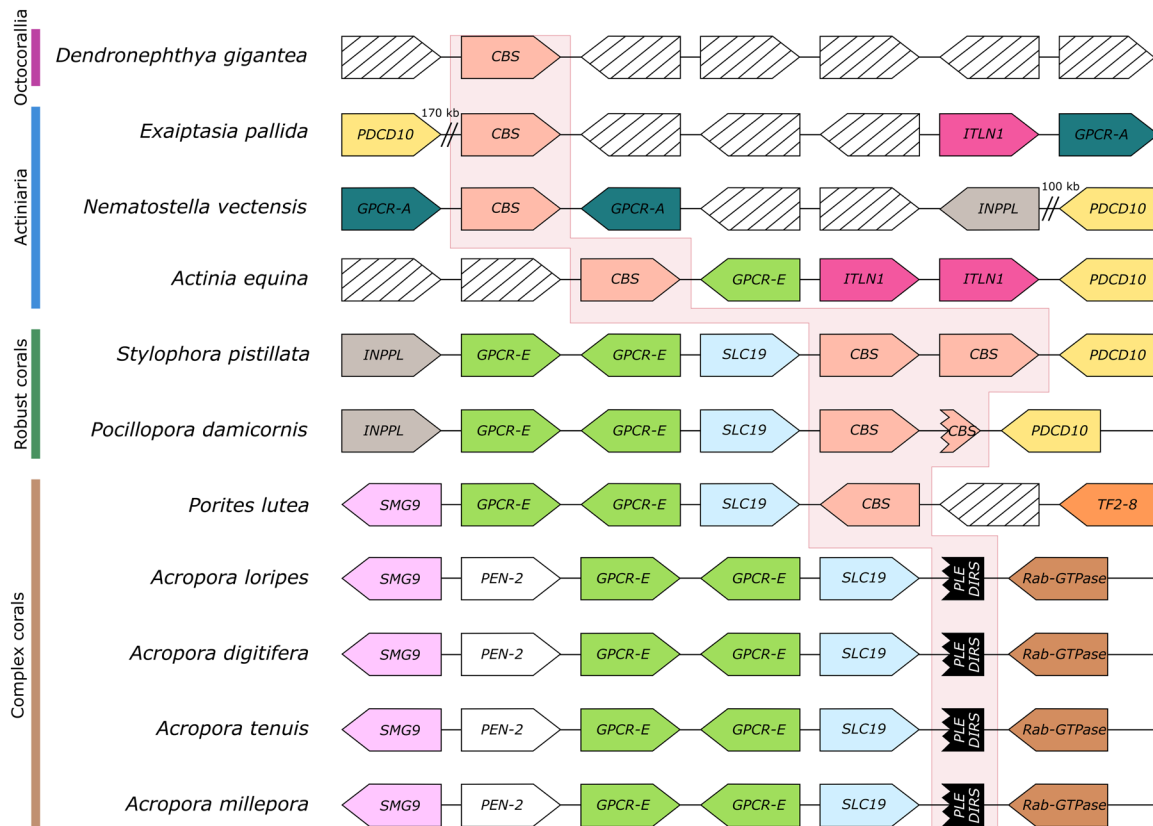 Octocorallia
Dendronephthya gigantea
CBS
Actiniaria
Exaiptasia pallida
PDCD10
170 kb
CBS
ITLN1
GPCR-A
Nematostella vectensis
GPCR-A
CBS
GPCR-A
INPPL
100 kb
PDCD10
Actinia equina
CBS
GPCR-E
ITLN1
ITLN1
PDCD10
Robust corals
Stylophora pistillata
INPPL
GPCR-E
GPCR-E
SLC19
CBS
CBS
PDCD10
Pocillopora damicornis
INPPL
GPCR-E
GPCR-E
SLC19
CBS
CBS
PDCD10
Complex corals
Porites lutea
SMG9
GPCR-E
GPCR-E
SLC19
CBS
TF2-8
Acropora loripes
SMG9
PEN-2
GPCR-E
GPCR-E
SLC19
PLE
DIRS
Rab-GTPase
Acropora digitifera
SMG9
PEN-2
GPCR-E
GPCR-E
SLC19
PLE
DIRS
Rab-GTPase
Acropora tenuis
SMG9
PEN-2
GPCR-E
GPCR-E
SLC19
PLE
DIRS
Rab-GTPase
Acropora millepora
SMG9
PEN-2
GPCR-E
GPCR-E
SLC19
PLE
DIRS
Rab-GTPase